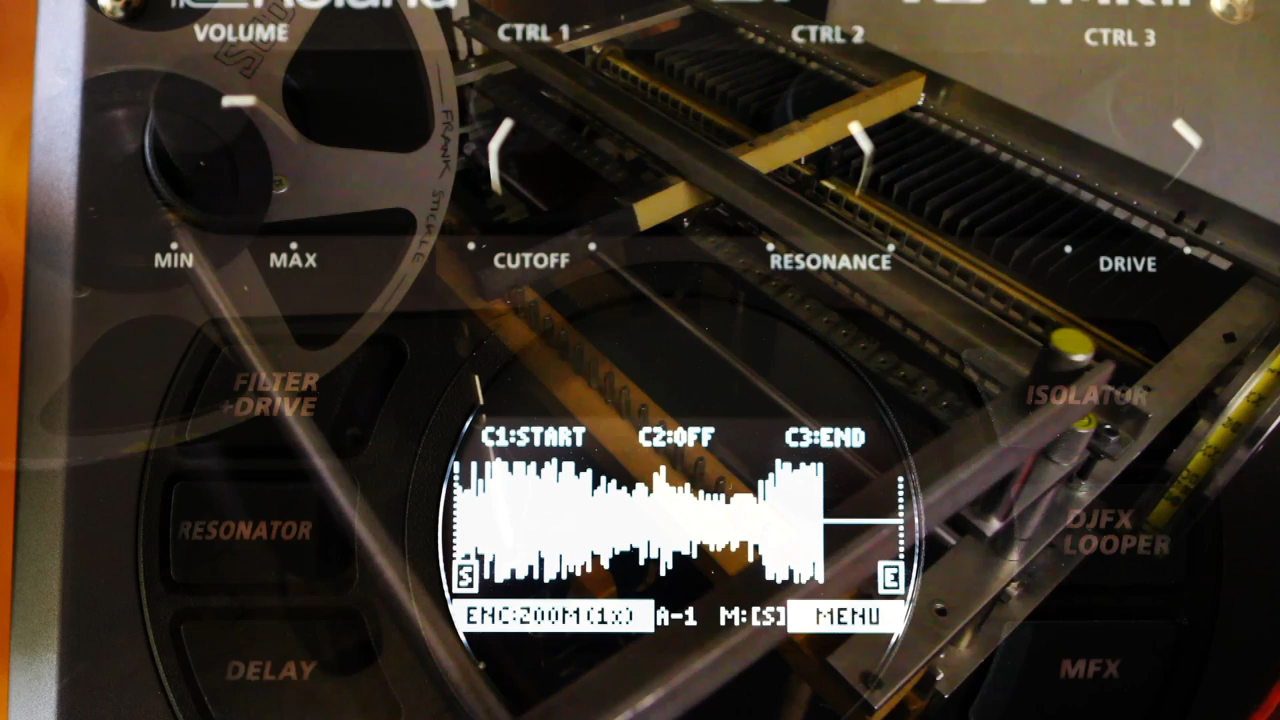 Roland
VOLUME
CTRL 1
CTRL 2
CTRL 3
FRANK STICKLE
MIN
MAX
CUTOFF
RESONANCE
DRIVE
FILTER
+DRIVE
ISOLATOR
C1:START
C2:OFF
C3:END
RESONATOR
DJFX
LOOPER
S
E
ENC:ZOOM(1x)
A-1
M:[S]
MENU
DELAY
MFX